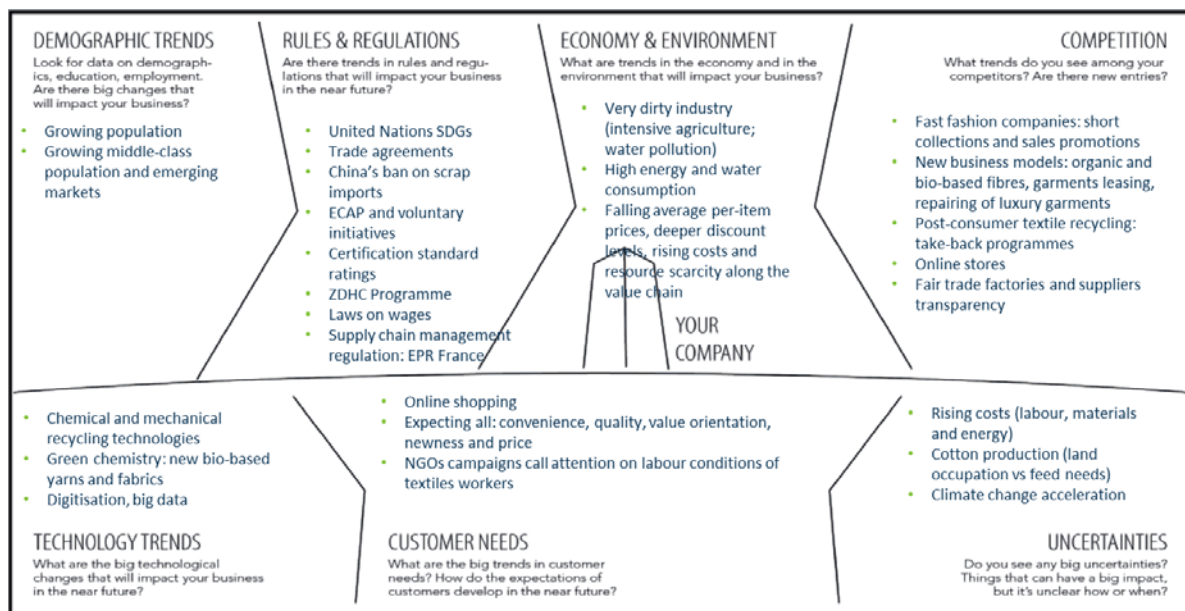 DEMOGRAPHIC TRENDS
Look for data on demograph-
ics, education, employment.
Are there big changes that
will impact your business?
• Growing population
• Growing middle-class
population and emerging
markets
RULES & REGULATIONS
Are there trends in rules and regu-
lations that will impact your business
in the near future?
• United Nations SDGs
• Trade agreements
• China's ban on scrap
imports
• ECAP and voluntary
initiatives
• Certification standard
ratings
• ZDHC Programme
• Laws on wages
• Supply chain management
regulation: EPR France
ECONOMY & ENVIRONMENT
What are trends in the economy and in the
environment that will impact your business?
• Very dirty industry
(intensive agriculture;
water pollution)
• High energy and water
consumption
• Falling average per-item
prices, deeper discount
levels, rising costs and
resource scarcity along the
value chain
YOUR
COMPANY
COMPETITION
What trends do you see among your
competitors? Are there new entries?
• Fast fashion companies: short
collections and sales promotions
• New business models: organic and
bio-based fibres, garments leasing,
repairing of luxury garments
• Post-consumer textile recycling:
take-back programmes
• Online stores
• Fair trade factories and suppliers
transparency
• Chemical and mechanical
recycling technologies
• Green chemistry: new bio-based
yarns and fabrics
• Digitisation, big data
TECHNOLOGY TRENDS
What are the big technological
changes that will impact your business
in the near future?
• Online shopping
• Expecting all: convenience, quality, value orientation,
newness and price
• NGOs campaigns call attention on labour conditions of
textiles workers
CUSTOMER NEEDS
What are the big trends in customer
needs? How do the expectations of
customers develop in the near future?
• Rising costs (labour, materials
and energy)
• Cotton production (land
occupation vs feed needs)
• Climate change acceleration
UNCERTAINTIES
Do you see any big uncertainties?
Things that can have a big impact,
but it's unclear how or when?